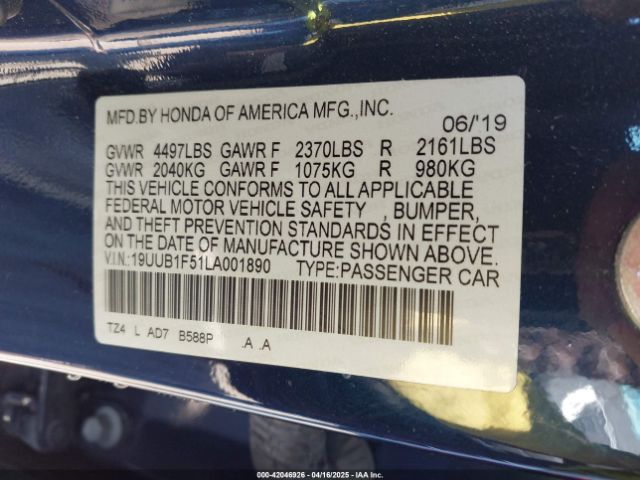 MFD.BY HONDA OF AMERICA MFG.,INC.
06/'19
GVWR 4497LBS GAWR F 2370LBS R 2161LBS
GVWR 2040KG GAWR F 1075KG R 980KG
THIS VEHICLE CONFORMS TO ALL APPLICABLE
FEDERAL MOTOR VEHICLE SAFETY , BUMPER,
AND THEFT PREVENTION STANDARDS IN EFFECT
ON THE DATE OF MANUFACTURE SHOWN ABOVE.
V.I.N.:19UUB1F51LA001890 TYPE:PASSENGER CAR
TZ4 L AD7 B588P .A .A
000-42046926 - 04/16/2025 - IAA Inc.